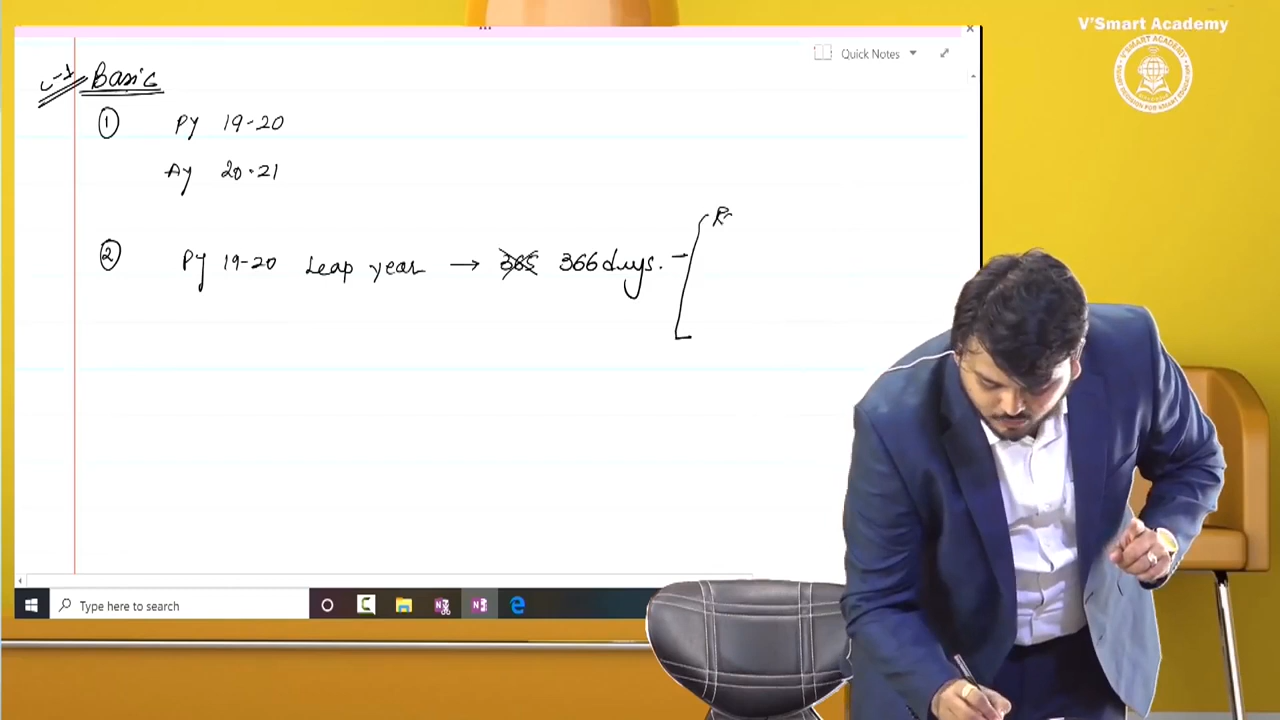 V'Smart Academy
Quick Notes
Basic
① PY 19-20
AY 20-21
② PY 19-20 Leap year → 365 366 days.
Type here to search